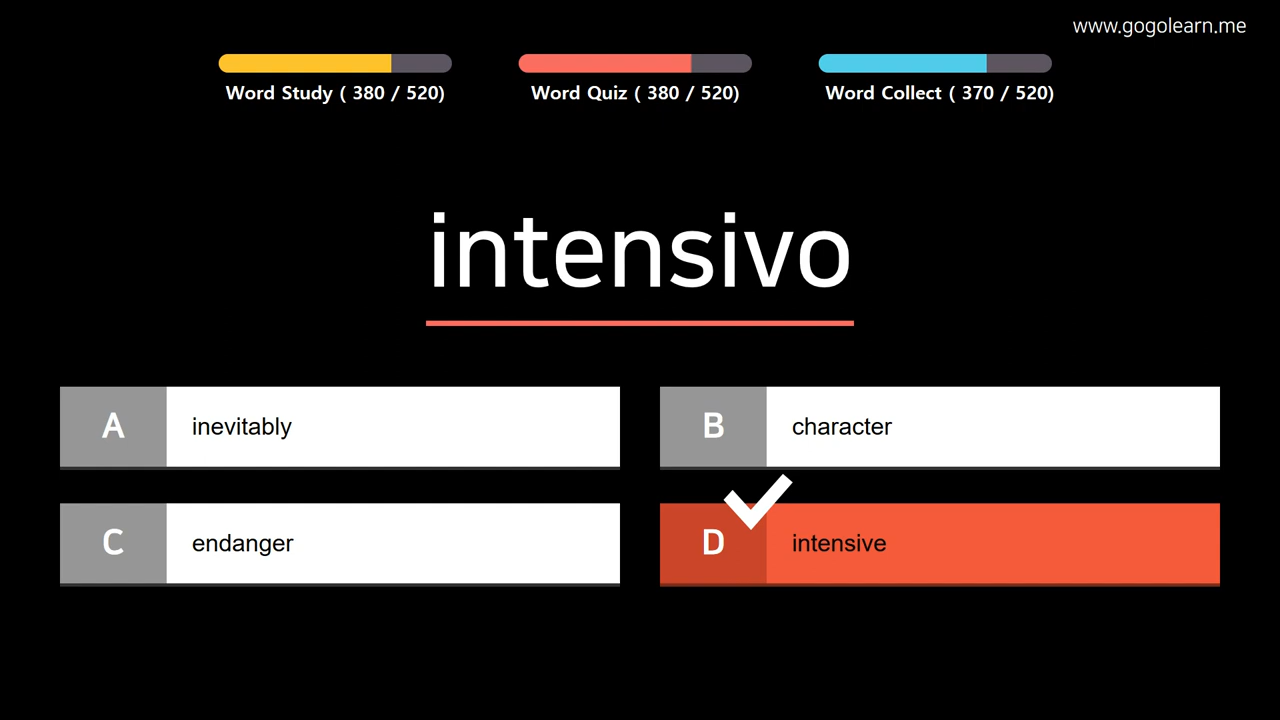 www.gogolearn.me
Word Study ( 380 / 520)
Word Quiz ( 380 / 520)
Word Collect ( 370 / 520)
intensivo
A inevitably
B character
C endanger
D intensive